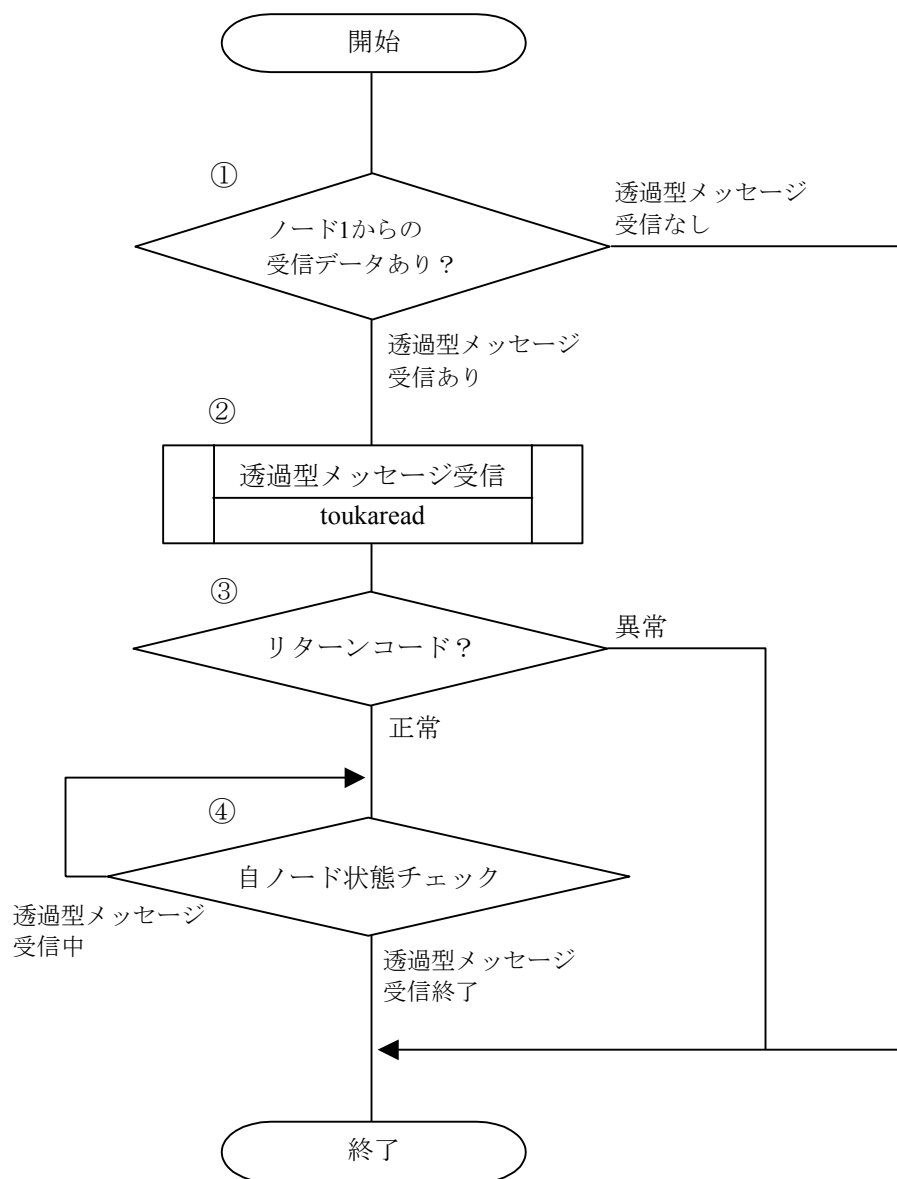 開始
①
ノード1からの
受信データあり？
透過型メッセージ
受信なし
透過型メッセージ
受信あり
②
透過型メッセージ受信
toukaread
③
リターンコード？
異常
正常
④
自ノード状態チェック
透過型メッセージ
受信中
透過型メッセージ
受信終了
終了